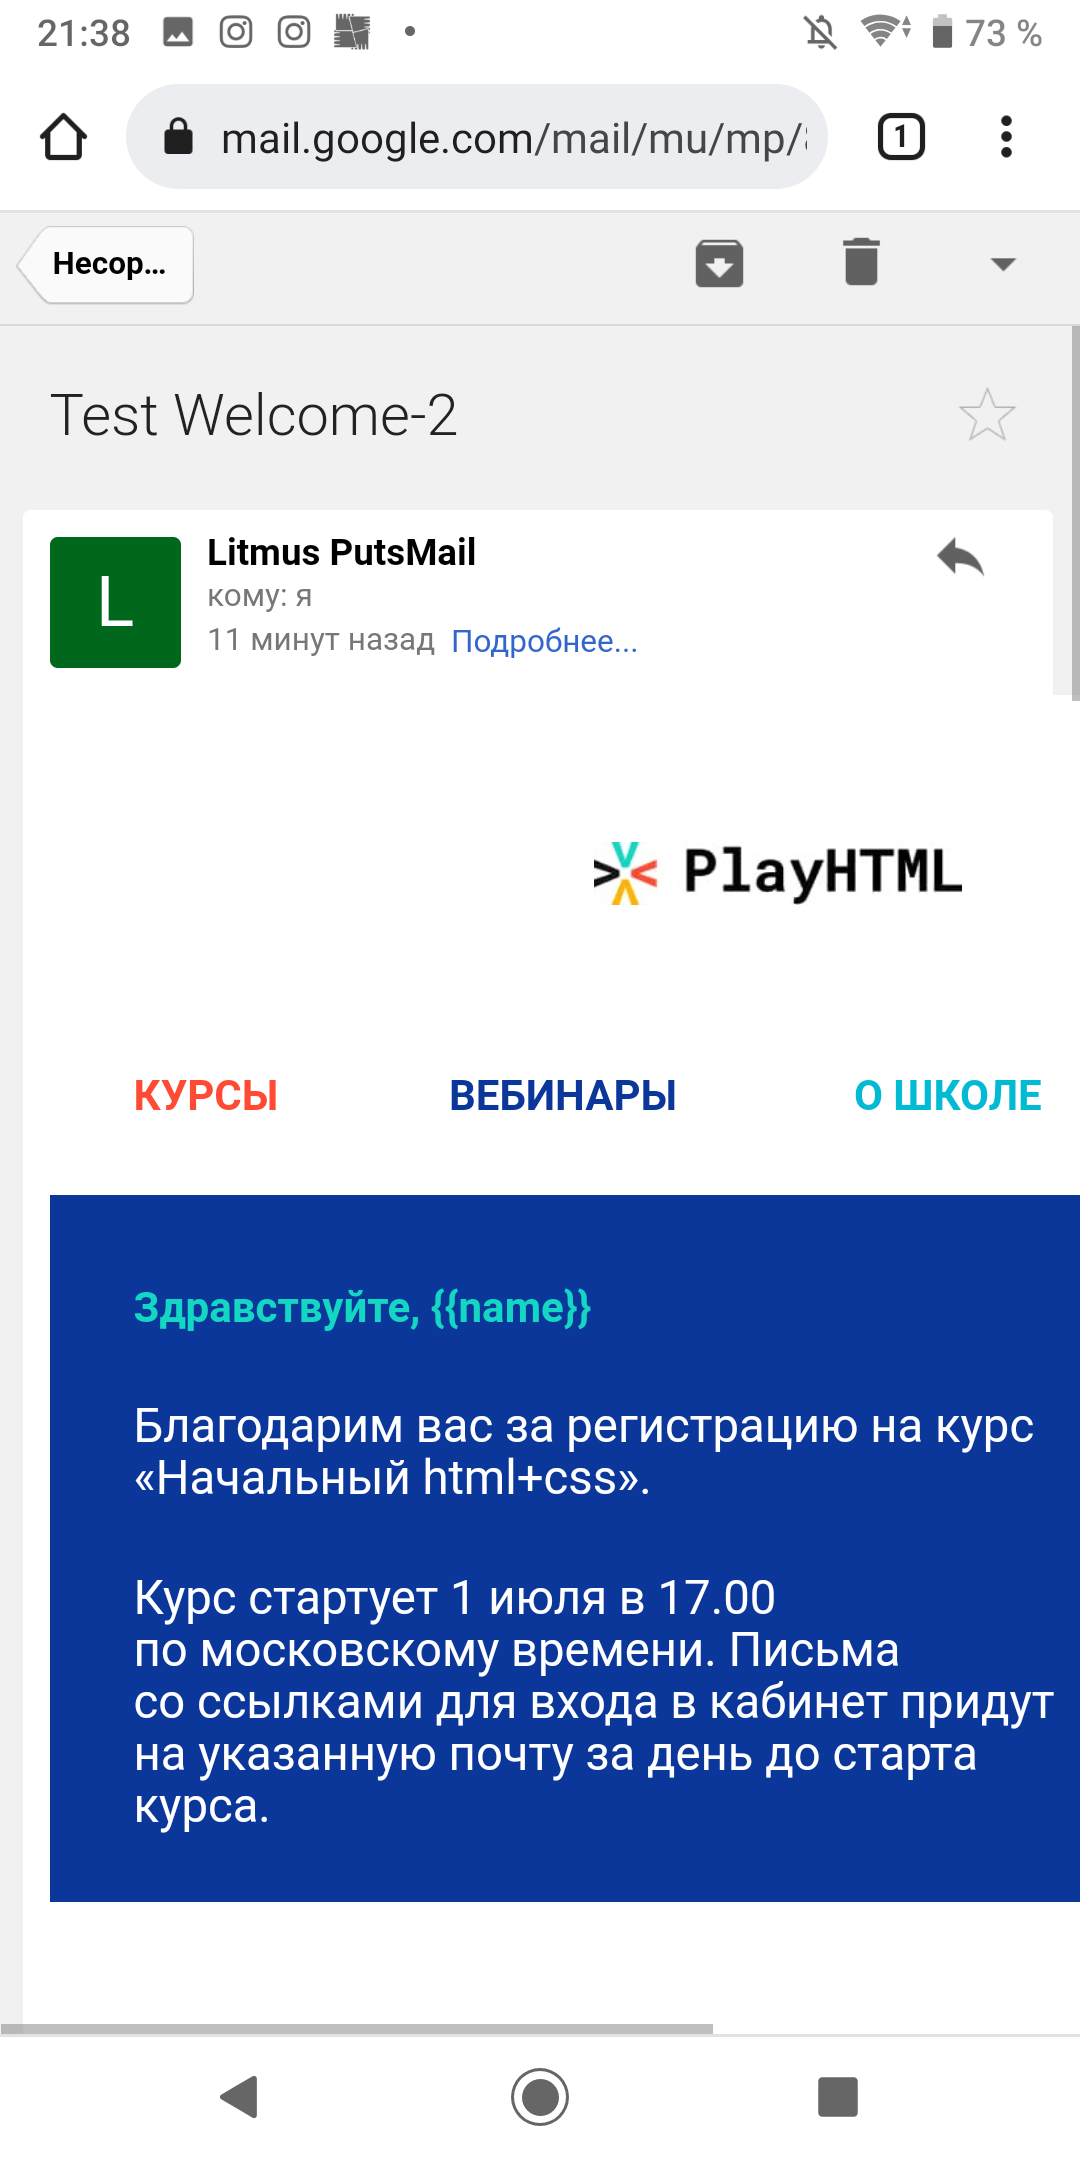 21:38
73 %
mail.google.com/mail/mu/mp/
1
Несор...
Test Welcome-2
L
Litmus PutsMail
кому: я
11 минут назад Подробнее...
PlayHTML
КУРСЫ ВЕБИНАРЫ О ШКОЛЕ
Здравствуйте, {{name}}
Благодарим вас за регистрацию на курс
«Начальный html+css».
Курс стартует 1 июля в 17.00
по московскому времени. Письма
со ссылками для входа в кабинет придут
на указанную почту за день до старта
курса.